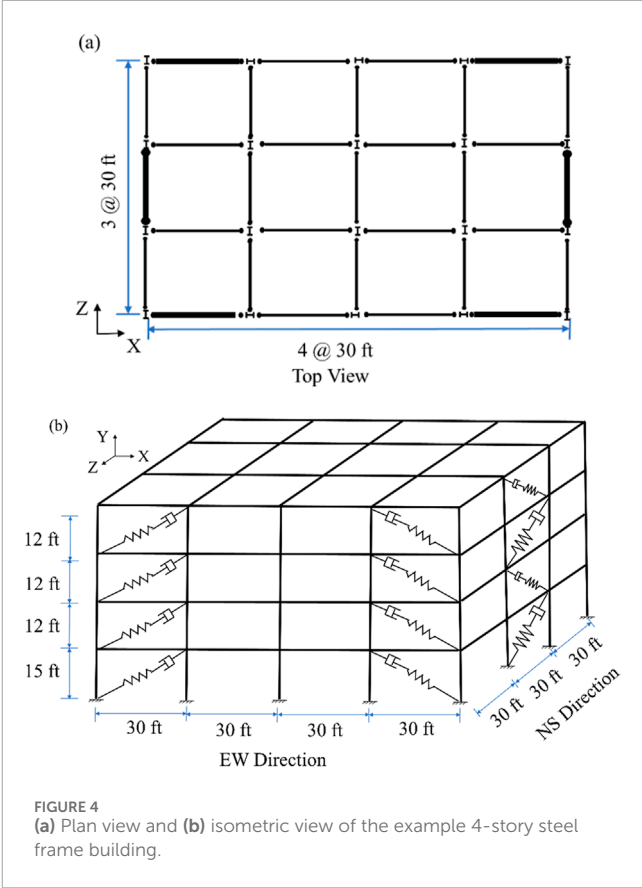 (a)
3 @ 30 ft
Z
X
4 @ 30 ft
Top View
(b)
Y
X
Z
12 ft
12 ft
12 ft
15 ft
30 ft
30 ft
30 ft
30 ft
30 ft
30 ft
30 ft
NS Direction
EW Direction
FIGURE 4
(a) Plan view and (b) isometric view of the example 4-story steel
frame building.